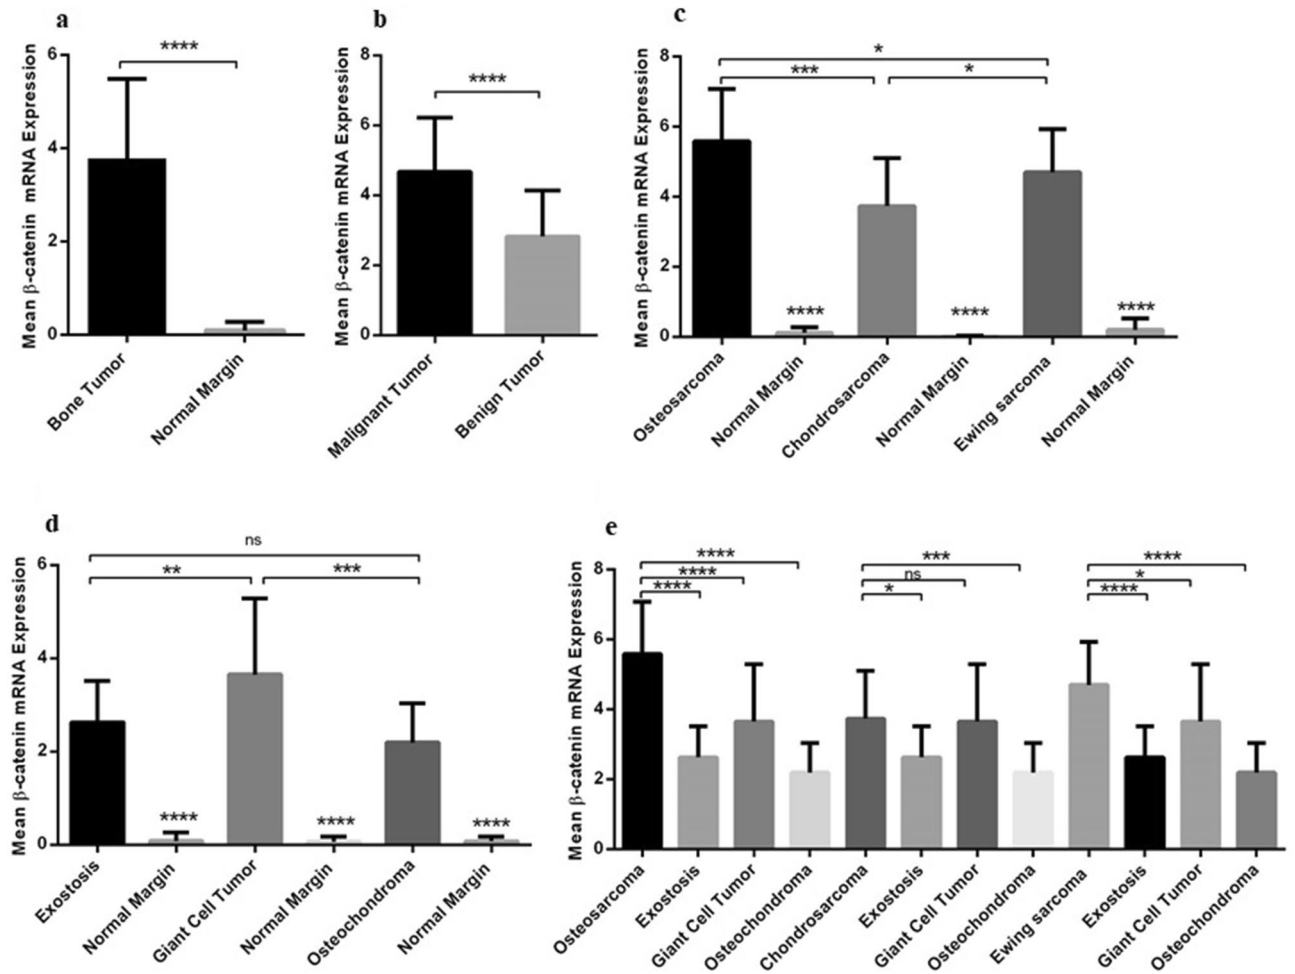 a
Mean β-catenin mRNA Expression
6
4
2
0
****
Bone Tumor
Normal Margin
b
Mean β-catenin mRNA Expression
8
6
4
2
0
****
Malignant Tumor
Benign Tumor
c
Mean β-catenin mRNA Expression
8
6
4
2
0
*
***
*
****
****
****
Osteosarcoma
Normal Margin
Chondrosarcoma
Normal Margin
Ewing sarcoma
Normal Margin
d
Mean β-catenin mRNA Expression
6
4
2
0
ns
**
***
****
****
****
Exostosis
Normal Margin
Giant Cell Tumor
Normal Margin
Osteochondroma
Normal Margin
e
Mean β-catenin mRNA Expression
8
6
4
2
0
****
****
****
***
ns
*
****
*
****
Osteosarcoma
Exostosis
Giant Cell Tumor
Osteochondroma
Chondrosarcoma
Exostosis
Giant Cell Tumor
Osteochondroma
Ewing sarcoma
Exostosis
Giant Cell Tumor
Osteochondroma